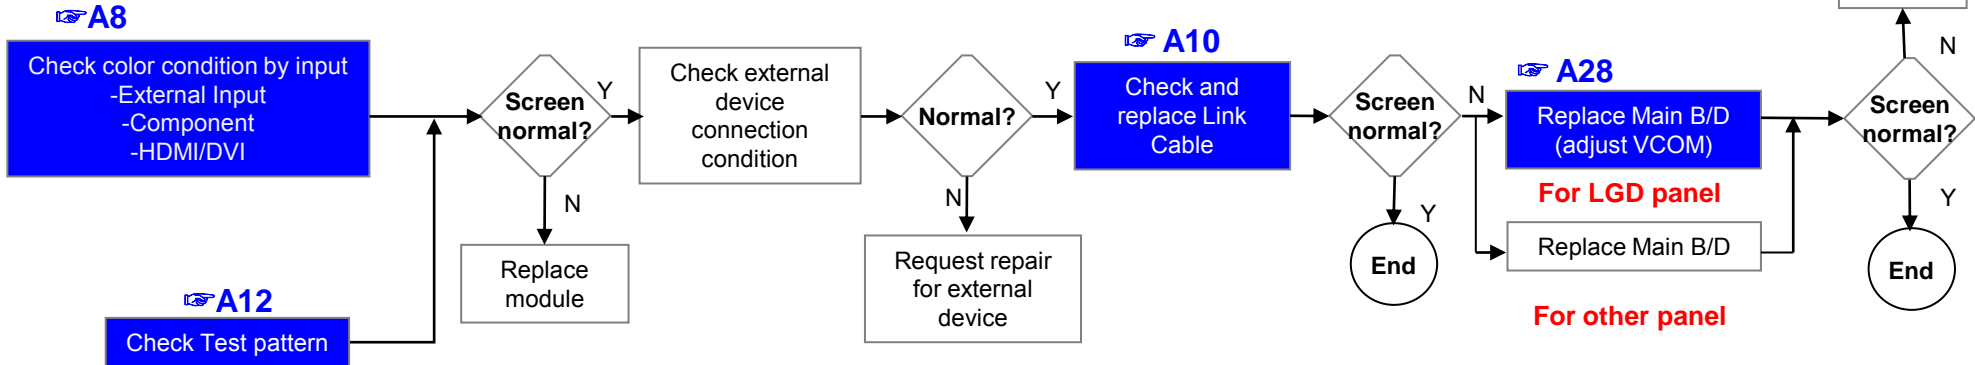 ☞A8
Check color condition by input
-External Input
-Component
-HDMI/DVI
Screen
normal?
Y
N
Replace
module
Check external
device
connection
condition
Normal?
Y
N
Request repair
for external
device
☞ A10
Check and
replace Link
Cable
Screen
normal?
N
Y
End
☞ A28
Replace Main B/D
(adjust VCOM)
For LGD panel
Replace Main B/D
For other panel
N
Screen
normal?
Y
End
☞A12
Check Test pattern